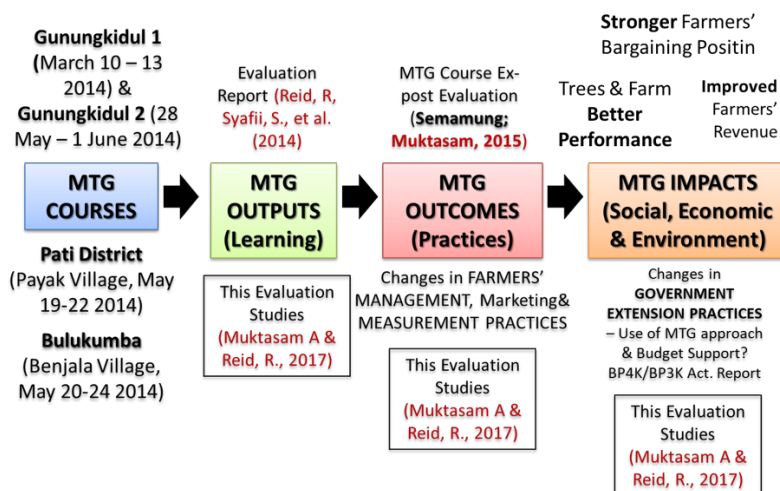 Gunungkidul 1
(March 10 – 13
2014) &
Gunungkidul 2 (28
May – 1 June 2014)
MTG
COURSES
Pati District
(Payak Village, May
19-22 2014)
Bulukumba
(Benjala Village,
May 20-24 2014)
Evaluation
Report (Reid, R,
Syafii, S., et al.
(2014)
MTG
OUTPUTS
(Learning)
This Evaluation
Studies
(Muktasam A &
Reid, R., 2017)
MTG Course Ex-
post Evaluation
(Semamung;
Muktasam, 2015)
MTG
OUTCOMES
(Practices)
Changes in FARMERS’
MANAGEMENT, Marketing&
MEASUREMENT PRACTICES
This Evaluation
Studies
(Muktasam A &
Reid, R., 2017)
Stronger Farmers’
Bargaining Positin
Trees & Farm
Better
Performance
Improved
Farmers’
Revenue
MTG IMPACTS
(Social, Economic
& Environment)
Changes in
GOVERNMENT
EXTENSION PRACTICES
– Use of MTG approach
& Budget Support?
BP4K/BP3K Act. Report
This Evaluation
Studies
(Muktasam A &
Reid, R., 2017)